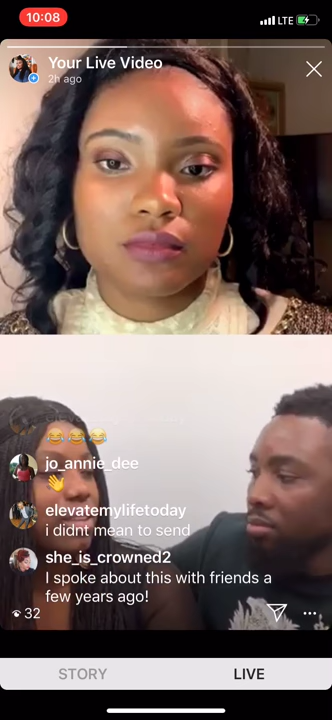 10:08
LTE
Your Live Video
2h ago
😂😂😂
jo_annie_dee
👋
elevatemylifetoday
i didnt mean to send
she_is_crowned2
I spoke about this with friends a
few years ago!
32
STORY
LIVE